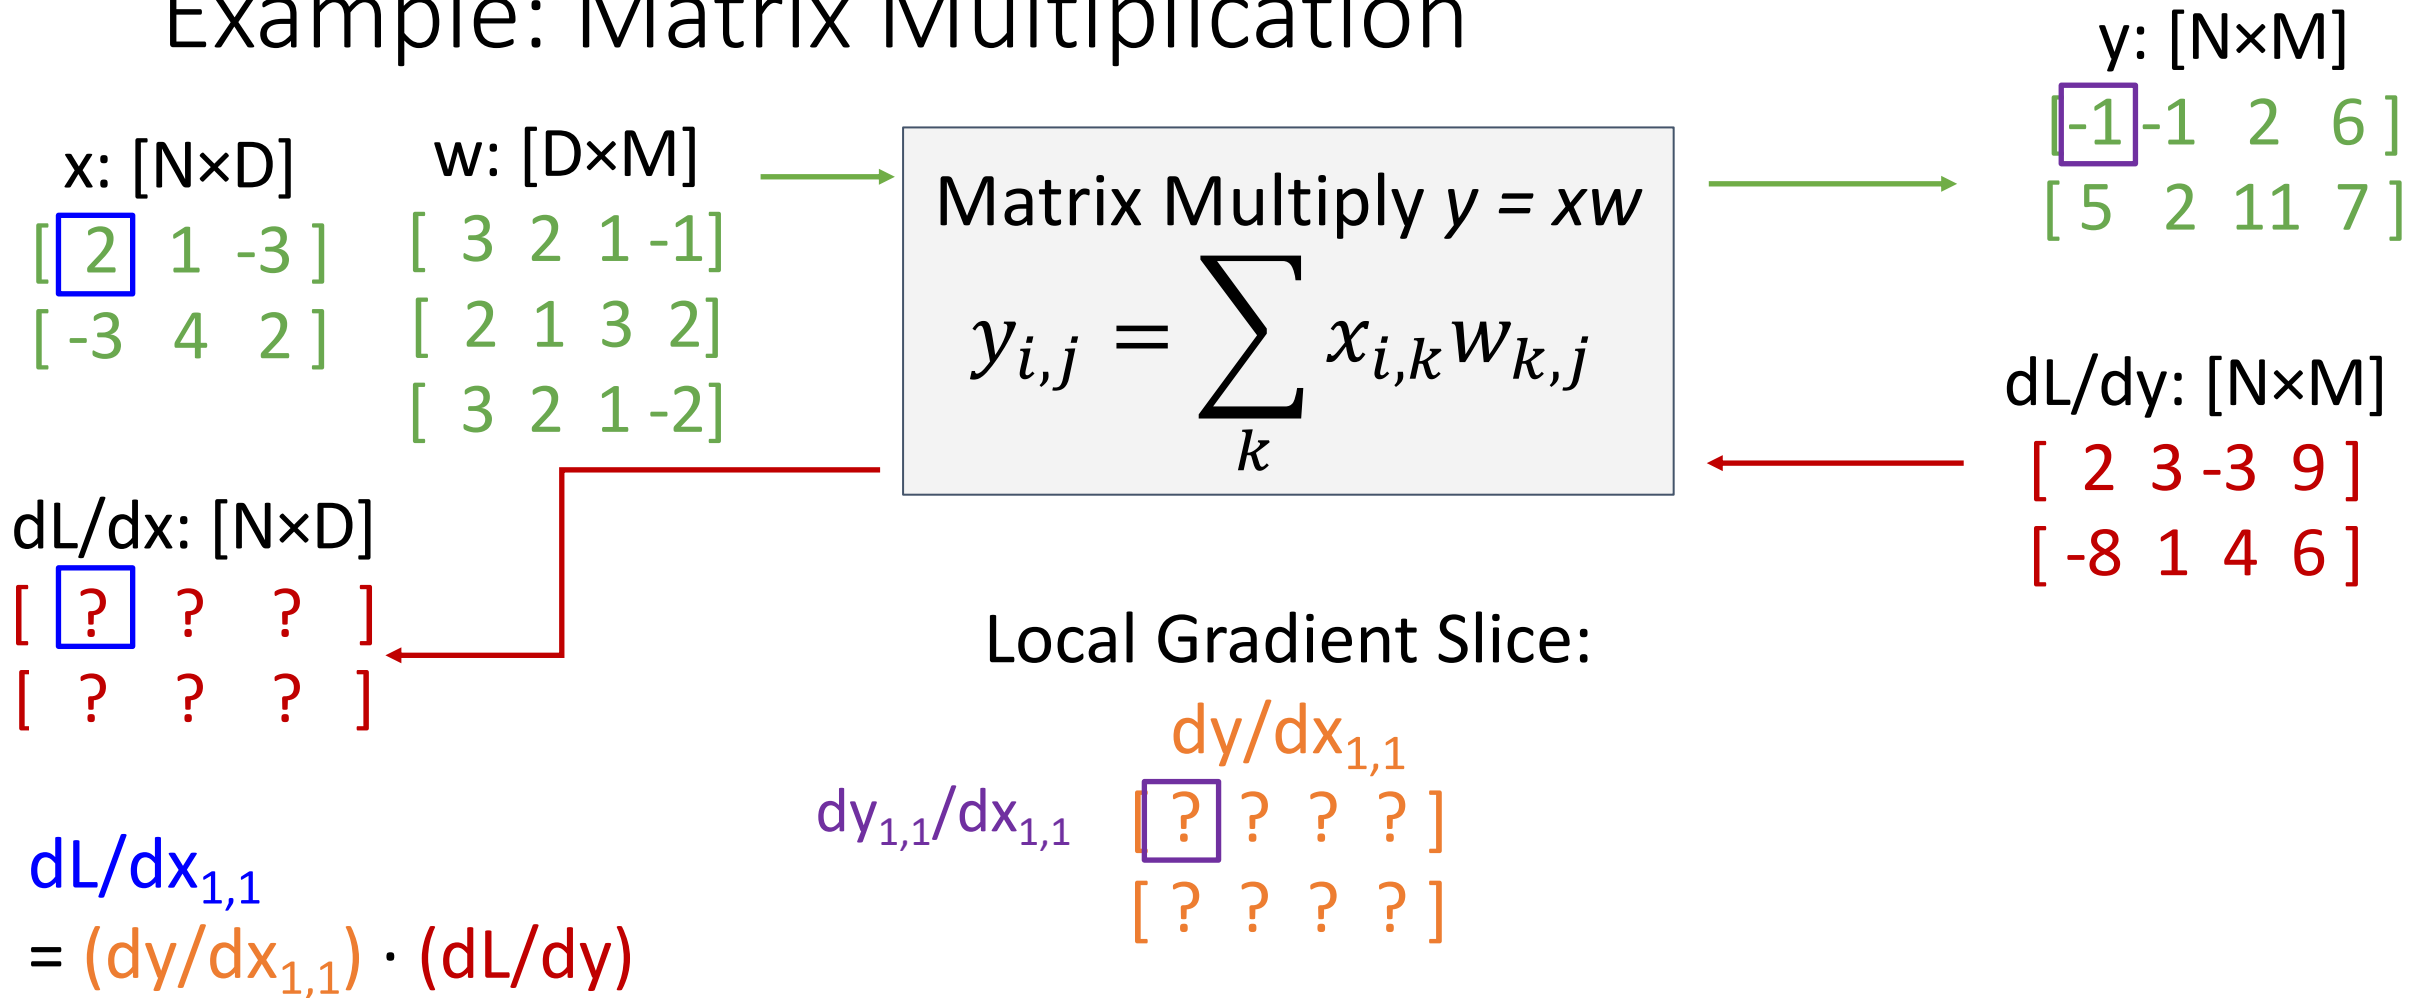 Example: Matrix Multiplication
x: [N×D]
[ 2 1 -3 ]
[ -3 4 2 ]
w: [D×M]
[ 3 2 1 -1]
[ 2 1 3 2]
[ 3 2 1 -2]
Matrix Multiply y = xw
y_{i,j} = ∑_k x_{i,k} w_{k,j}
y: [N×M]
[ -1 -1 2 6 ]
[ 5 2 11 7 ]
dL/dy: [N×M]
[ 2 3 -3 9 ]
[ -8 1 4 6 ]
dL/dx: [N×D]
[ ? ? ? ]
[ ? ? ? ]
Local Gradient Slice:
dy/dx_{1,1}
dy_{1,1}/dx_{1,1}
[ ? ? ? ? ]
[ ? ? ? ? ]
dL/dx_{1,1}
= (dy/dx_{1,1}) · (dL/dy)